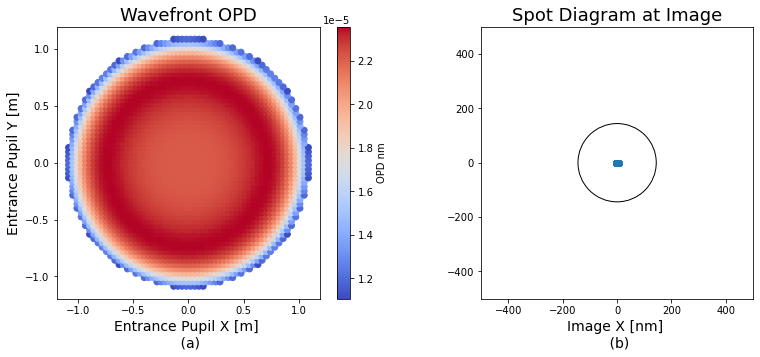 Wavefront OPD
1e−5
1.0
0.5
0.0
−0.5
−1.0
Entrance Pupil Y [m]
−1.0 −0.5 0.0 0.5 1.0
Entrance Pupil X [m]
(a)
2.2
2.0
1.8
1.6
1.4
1.2
OPD nm
Spot Diagram at Image
400
200
0
−200
−400
−400 −200 0 200 400
Image X [nm]
(b)